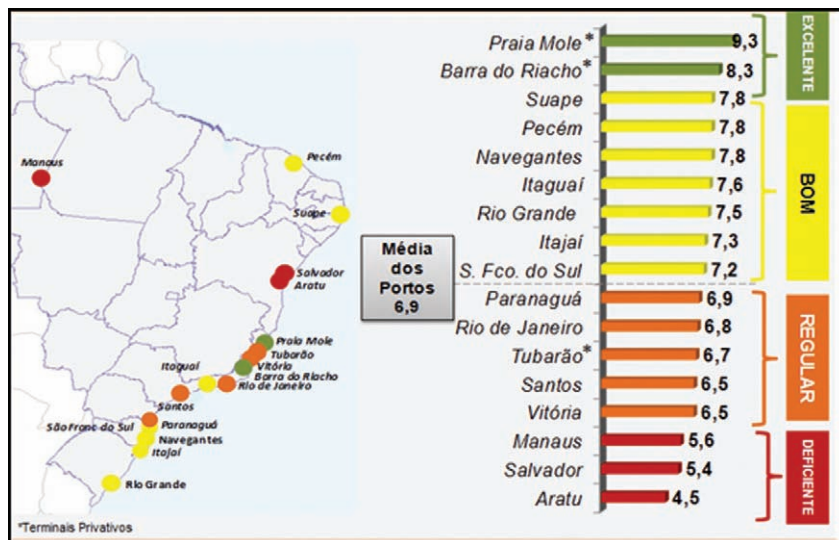 Manaus
Pecém
Suape
Salvador
Aratu
Praia Mole
Tubarão
Vitória
Barra do Riacho
Rio de Janeiro
Itaguaí
Santos
São Franc do Sul
Paranaguá
Navegantes
Itajaí
Rio Grande
*Terminais Privativos
Média
dos
Portos
6,9
Praia Mole* 9,3
Barra do Riacho* 8,3
Suape 7,8
Pecém 7,8
Navegantes 7,8
Itaguaí 7,6
Rio Grande 7,5
Itajaí 7,3
S. Fco. do Sul 7,2
Paranaguá 6,9
Rio de Janeiro 6,8
Tubarão* 6,7
Santos 6,5
Vitória 6,5
Manaus 5,6
Salvador 5,4
Aratu 4,5
EXCELENTE
BOM
REGULAR
DEFICIENTE